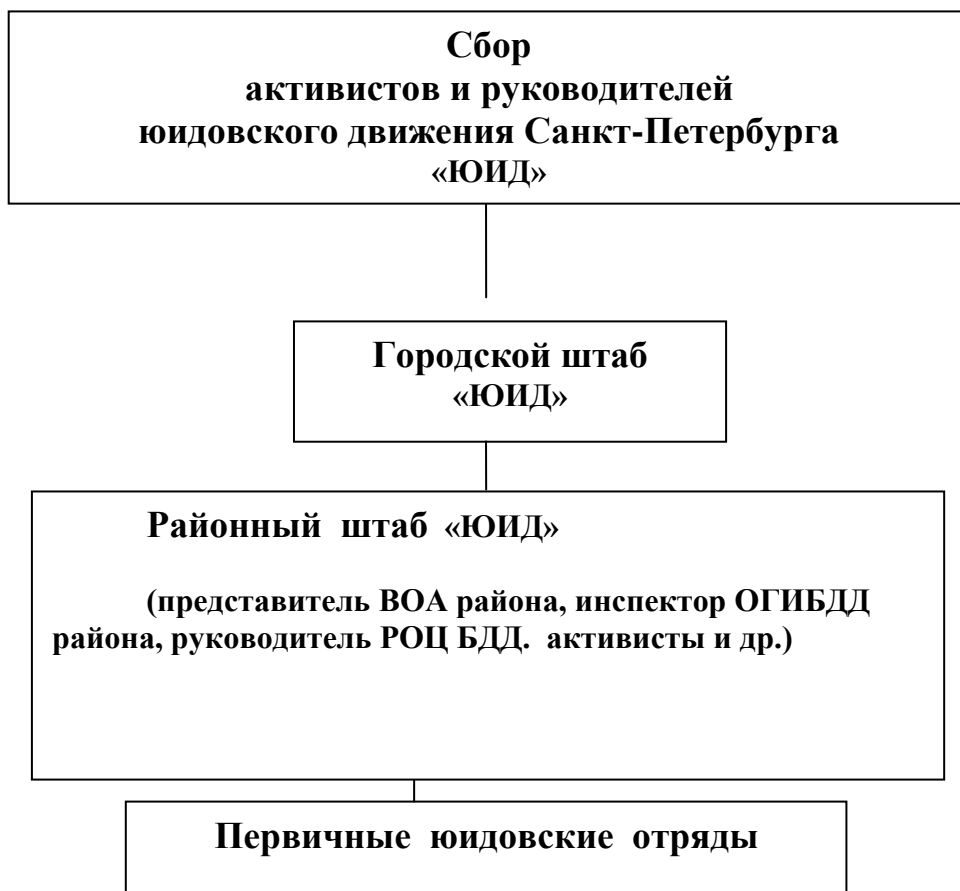 Сбор
активистов и руководителей
юидовского движения Санкт-Петербурга
«ЮИД»
Городской штаб
«ЮИД»
Районный штаб «ЮИД»
(представитель ВОА района, инспектор ОГИБДД
района, руководитель РОЦ БДД. активисты и др.)
Первичные юидовские отряды